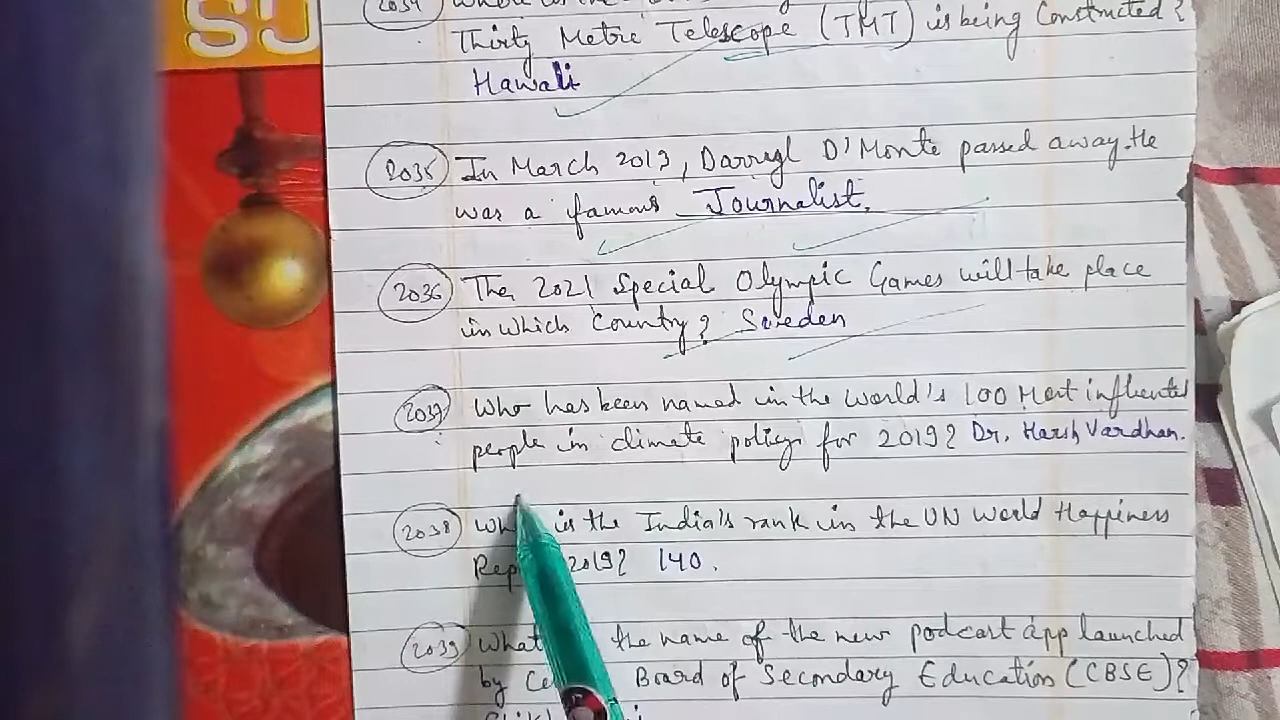 SJ
2034
Thirty Metre Telescope (TMT) is being Constructed?
Hawaii
2035 In March 2019, Darryl D'Monte passed away. He
was a famous Journalist.
2036 The 2021 Special Olympic Games will take place
in which Country? Sweden
2037 Who has been named in the World's 100 Most influential
people in climate policy for 2019? Dr. Harsh Vardhan.
2038 is the India's rank in the UN World Happiness
2019? 140.
2039 What the name of the new podcast app launched
by Board of Secondary Education (CBSE)?